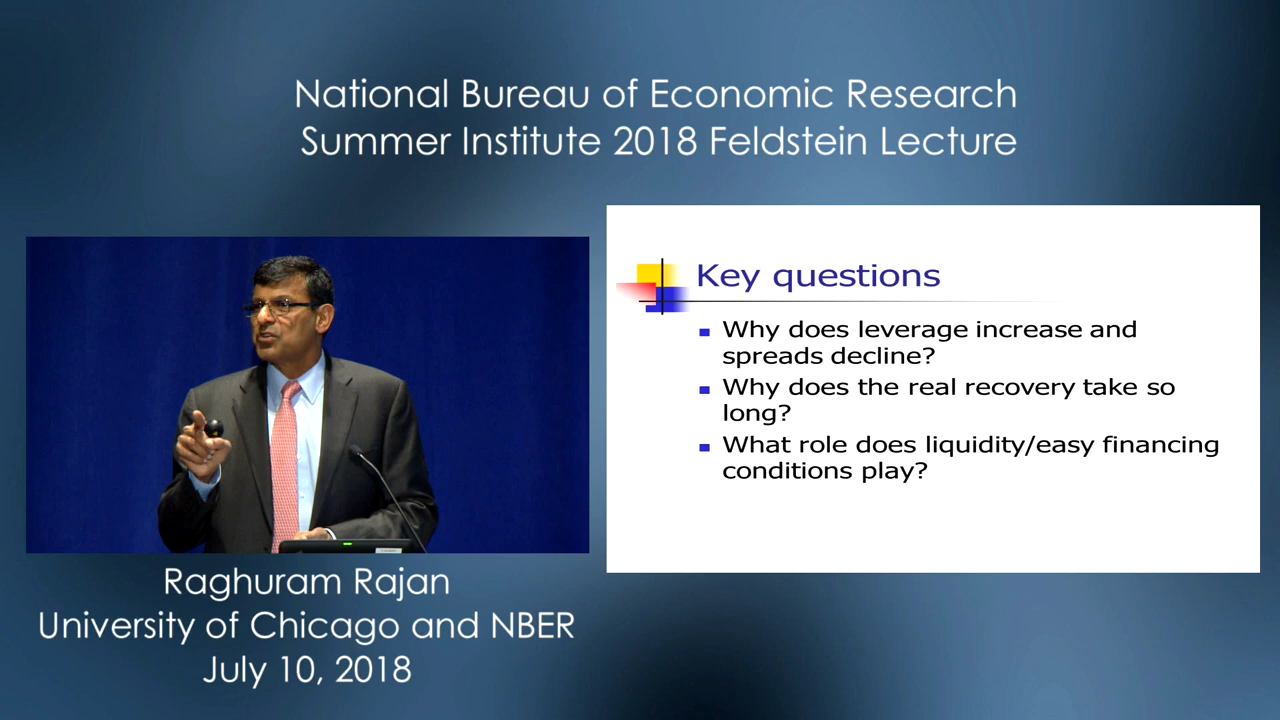 National Bureau of Economic Research
Summer Institute 2018 Feldstein Lecture
Key questions
Why does leverage increase and
spreads decline?
Why does the real recovery take so
long?
What role does liquidity/easy financing
conditions play?
Raghuram Rajan
University of Chicago and NBER
July 10, 2018